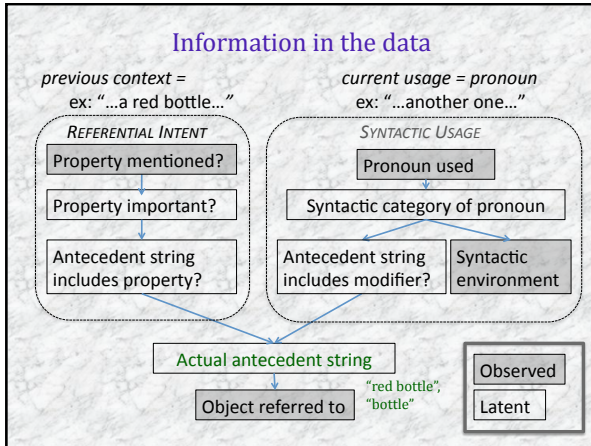 Information in the data
previous context =
ex: “…a red bottle…”
current usage = pronoun
ex: “…another one…”
REFERENTIAL INTENT
Property mentioned?
Property important?
Antecedent string
includes property?
SYNTACTIC USAGE
Pronoun used
Syntactic category of pronoun
Antecedent string
includes modifier?
Syntactic
environment
Actual antecedent string
Object referred to
“red bottle”,
“bottle”
Observed
Latent